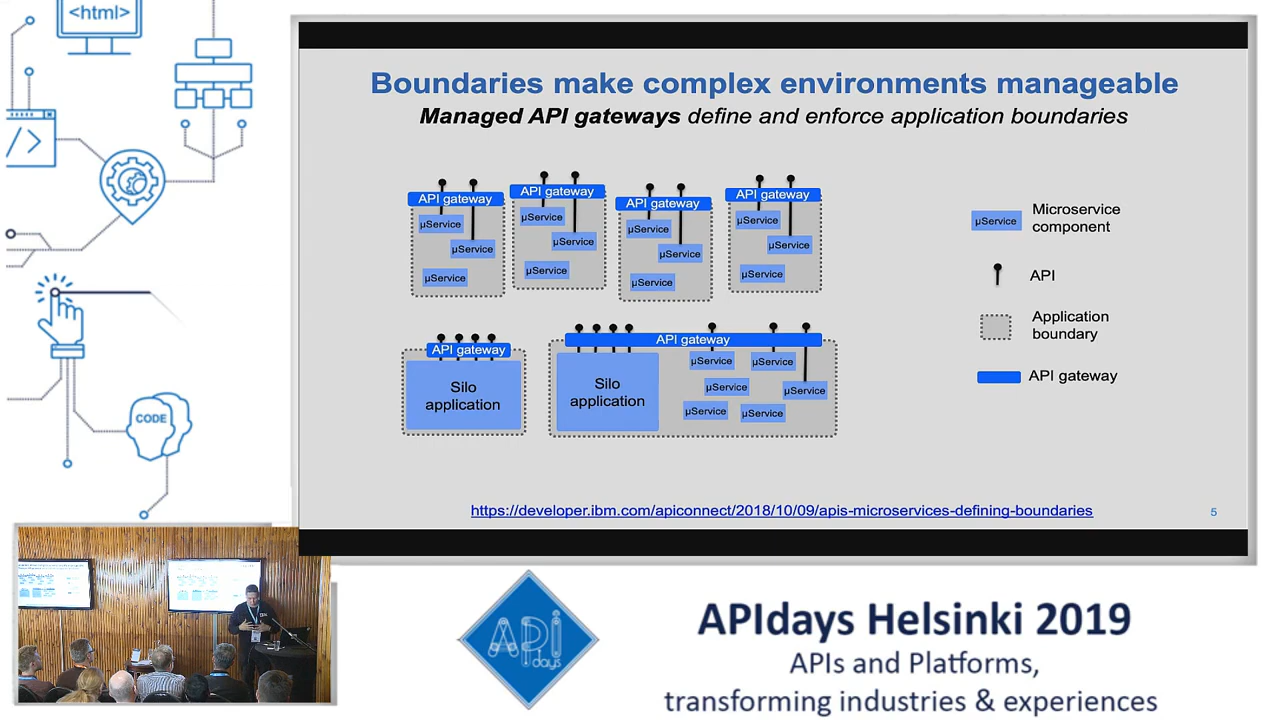 <html>
</>
CODE
Boundaries make complex environments manageable
Managed API gateways define and enforce application boundaries
API gateway
µService
µService
µService
API gateway
µService
µService
µService
API gateway
µService
µService
µService
API gateway
µService
µService
µService
API gateway
Silo
application
API gateway
Silo
application
µService
µService
µService
µService
µService
µService
µService
Microservice
component
API
Application
boundary
API gateway
https://developer.ibm.com/apiconnect/2018/10/09/apis-microservices-defining-boundaries
5
API
days
APIdays Helsinki 2019
APIs and Platforms,
transforming industries & experiences